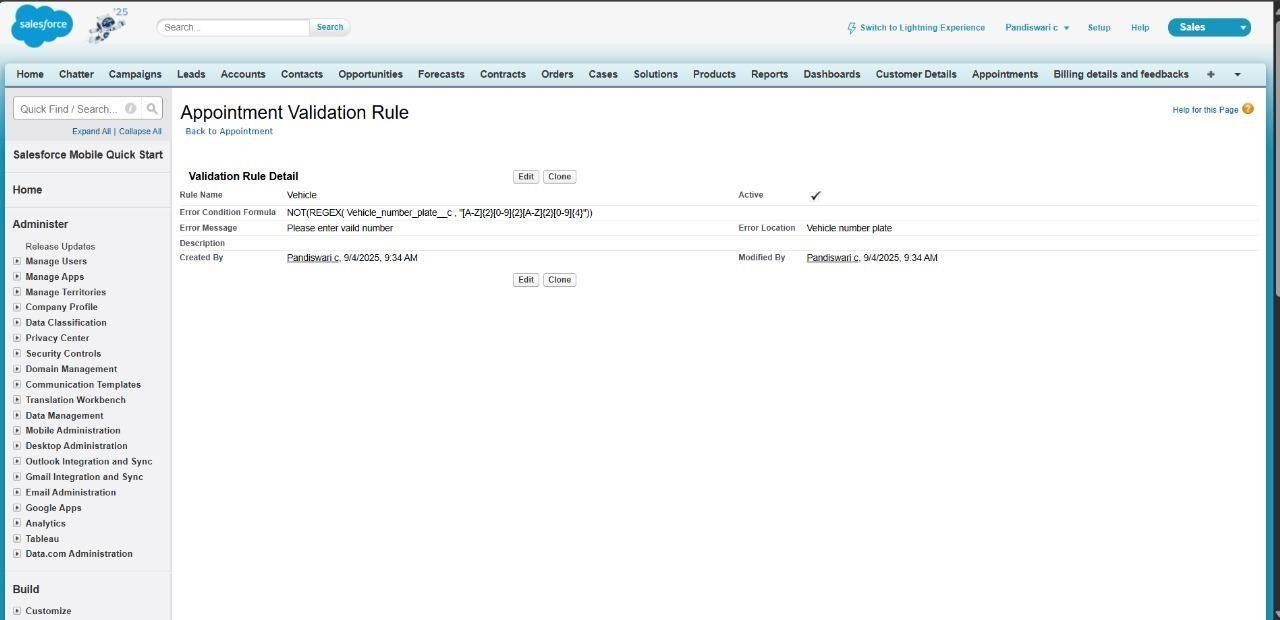 salesforce
'25
Search...
Search
Switch to Lightning Experience
Pandiswari c
Setup
Help
Sales
Home Chatter Campaigns Leads Accounts Contacts Opportunities Forecasts Contracts Orders Cases Solutions Products Reports Dashboards Customer Details Appointments Billing details and feedbacks +
Quick Find / Search...
Expand All | Collapse All
Salesforce Mobile Quick Start
Home
Administer
Release Updates
Manage Users
Manage Apps
Manage Territories
Company Profile
Data Classification
Privacy Center
Security Controls
Domain Management
Communication Templates
Translation Workbench
Data Management
Mobile Administration
Desktop Administration
Outlook Integration and Sync
Gmail Integration and Sync
Email Administration
Google Apps
Analytics
Tableau
Data.com Administration
Build
Customize
Appointment Validation Rule
Help for this Page
Back to Appointment
Validation Rule Detail
Edit Clone
Rule Name Vehicle Active
Error Condition Formula NOT(REGEX( Vehicle_number_plate__c , "[A-Z]{2}[0-9]{2}[A-Z]{2}[0-9]{4}"))
Error Message Please enter vaild number Error Location Vehicle number plate
Description
Created By Pandiswari c, 9/4/2025, 9:34 AM Modified By Pandiswari c, 9/4/2025, 9:34 AM
Edit Clone